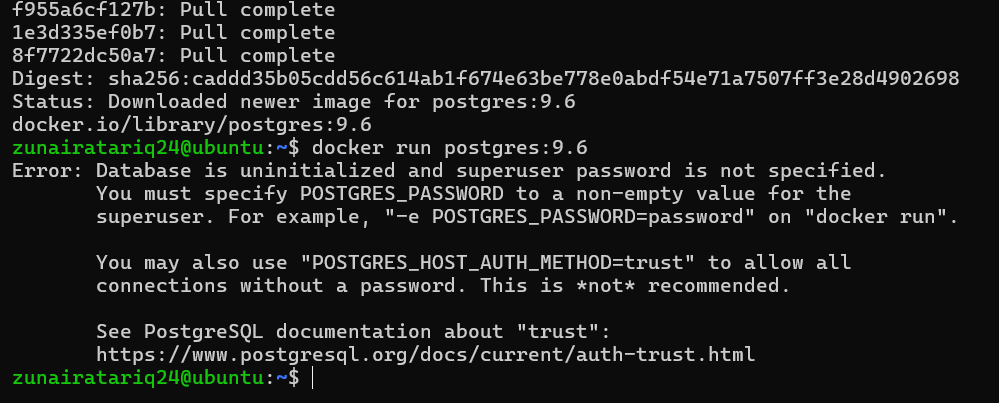 f955a6cf127b: Pull complete
1e3d335ef0b7: Pull complete
8f7722dc50a7: Pull complete
Digest: sha256:caddd35b05cdd56c614ab1f674e63be778e0abdf54e71a7507ff3e28d4902698
Status: Downloaded newer image for postgres:9.6
docker.io/library/postgres:9.6
zunairatariq24@ubuntu:~$ docker run postgres:9.6
Error: Database is uninitialized and superuser password is not specified.
       You must specify POSTGRES_PASSWORD to a non-empty value for the
       superuser. For example, "-e POSTGRES_PASSWORD=password" on "docker run".

       You may also use "POSTGRES_HOST_AUTH_METHOD=trust" to allow all
       connections without a password. This is *not* recommended.

       See PostgreSQL documentation about "trust":
       https://www.postgresql.org/docs/current/auth-trust.html
zunairatariq24@ubuntu:~$